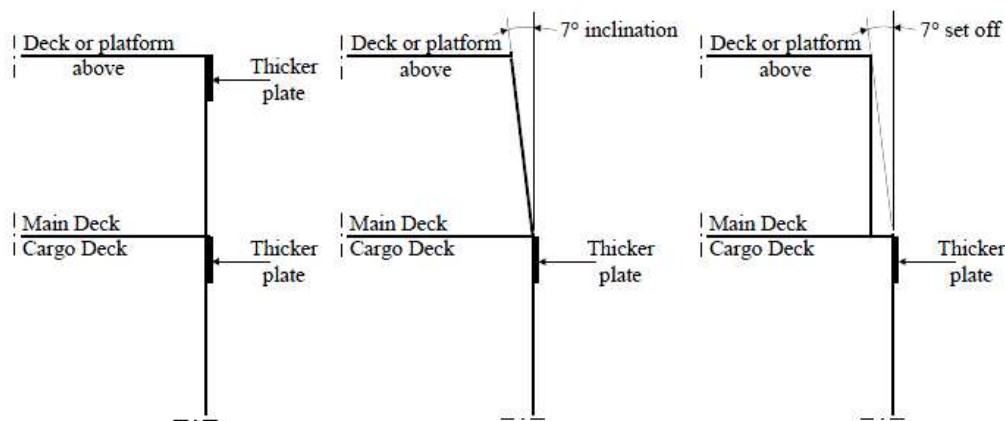 Deck or platform
above
Thicker
plate
Main Deck
Cargo Deck
Thicker
plate
7° inclination
Deck or platform
above
Main Deck
Cargo Deck
Thicker
plate
7° set off
Deck or platform
above
Main Deck
Cargo Deck
Thicker
plate